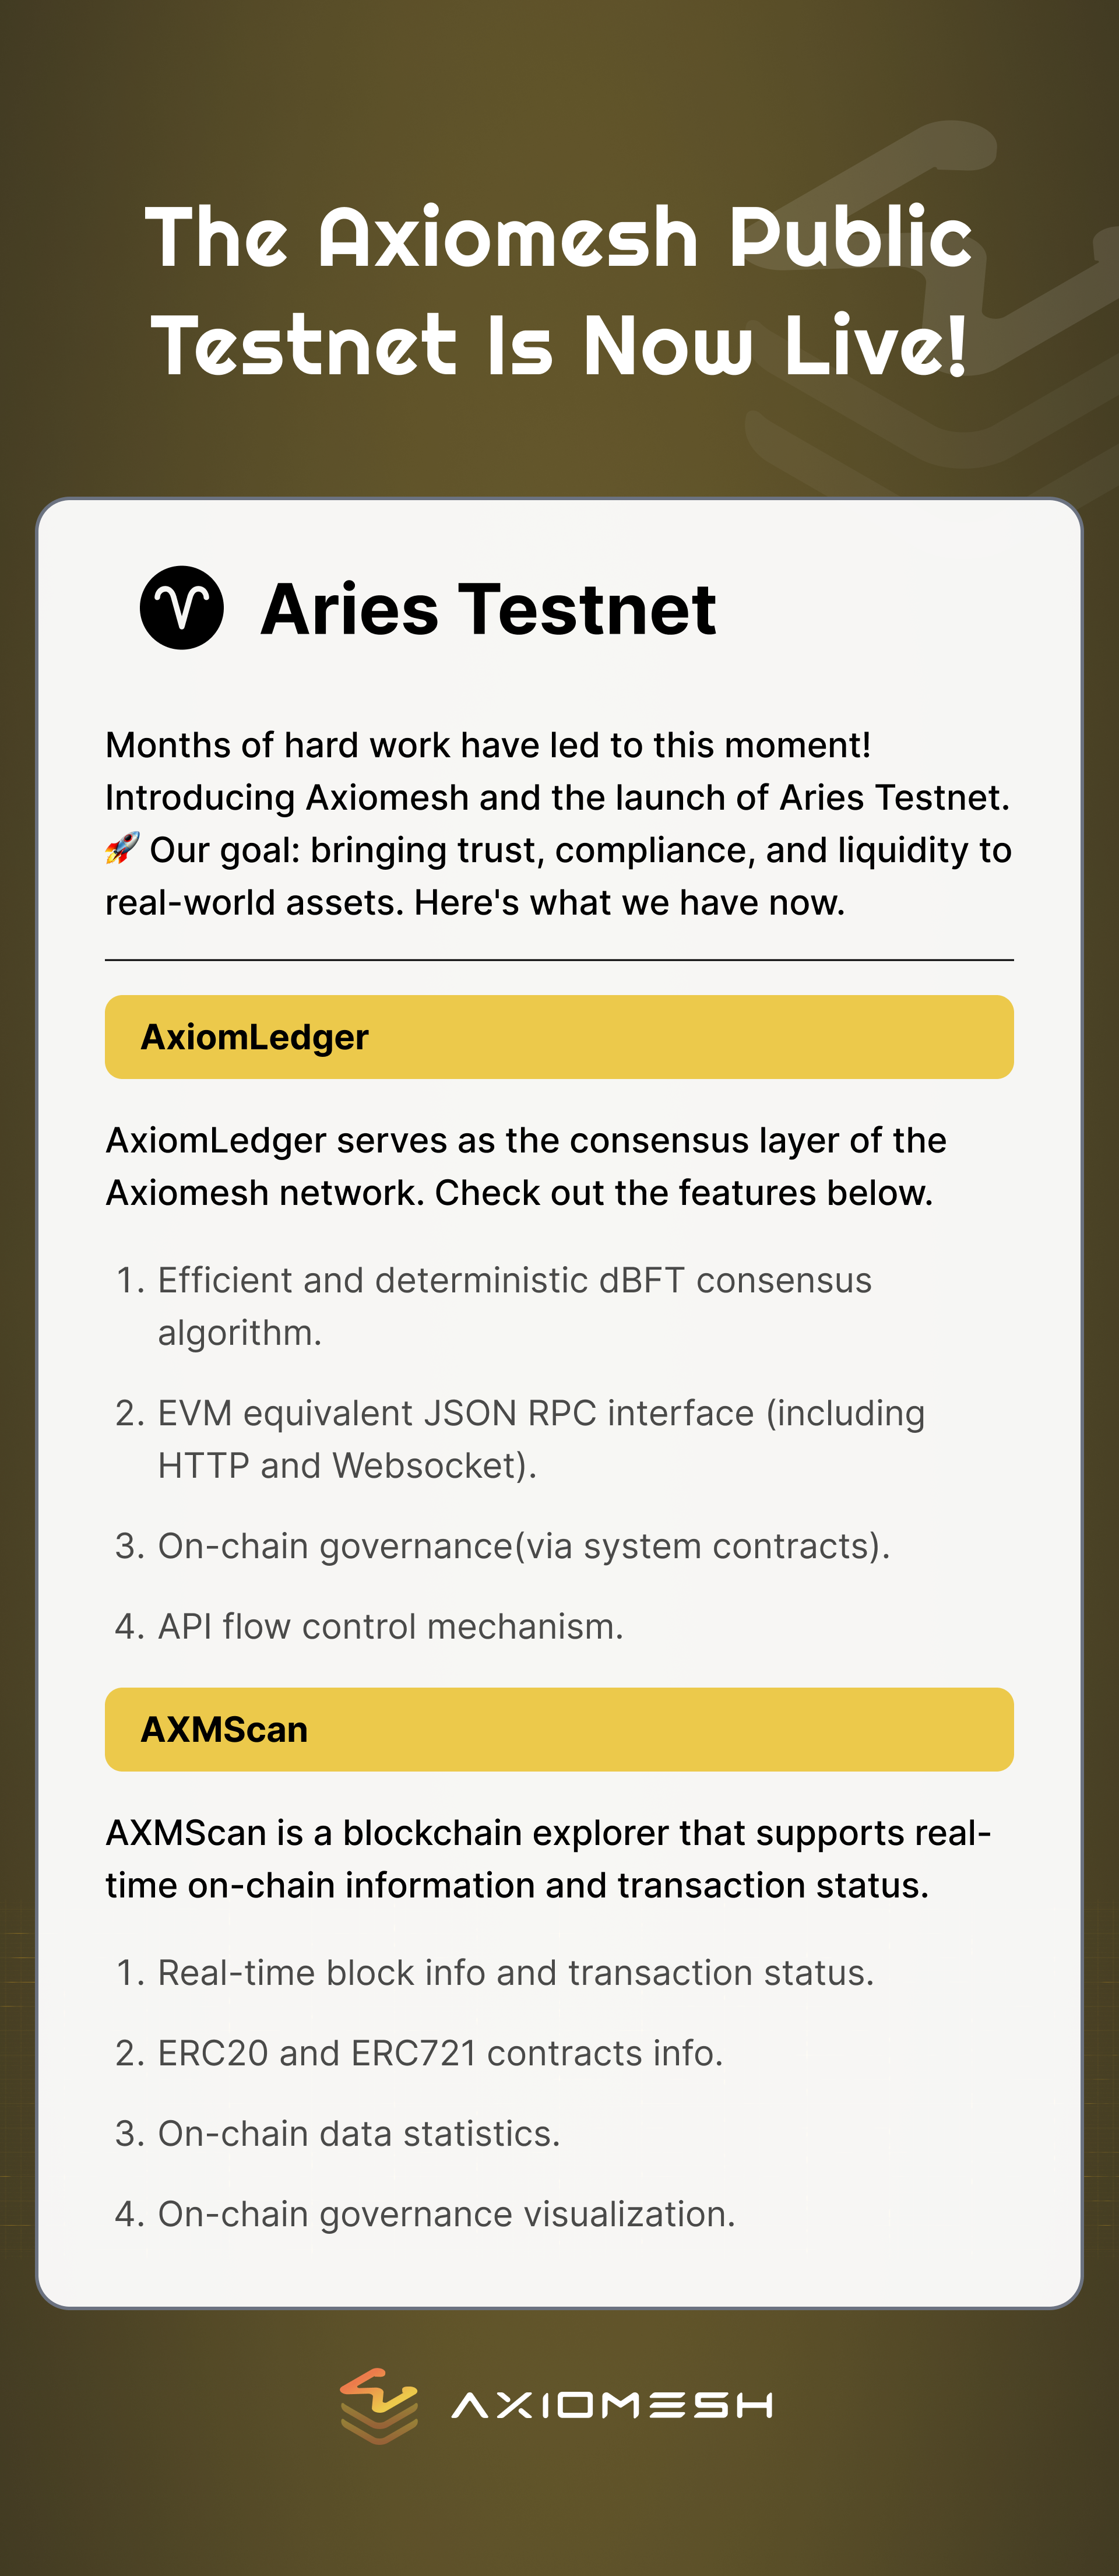 The Axiomesh Public
Testnet Is Now Live!
Aries Testnet
Months of hard work have led to this moment!
Introducing Axiomesh and the launch of Aries Testnet.
🚀 Our goal: bringing trust, compliance, and liquidity to
real-world assets. Here's what we have now.
AxiomLedger
AxiomLedger serves as the consensus layer of the
Axiomesh network. Check out the features below.
1. Efficient and deterministic dBFT consensus
algorithm.
2. EVM equivalent JSON RPC interface (including
HTTP and Websocket).
3. On-chain governance(via system contracts).
4. API flow control mechanism.
AXMScan
AXMScan is a blockchain explorer that supports real-
time on-chain information and transaction status.
1. Real-time block info and transaction status.
2. ERC20 and ERC721 contracts info.
3. On-chain data statistics.
4. On-chain governance visualization.
AXIOMESH